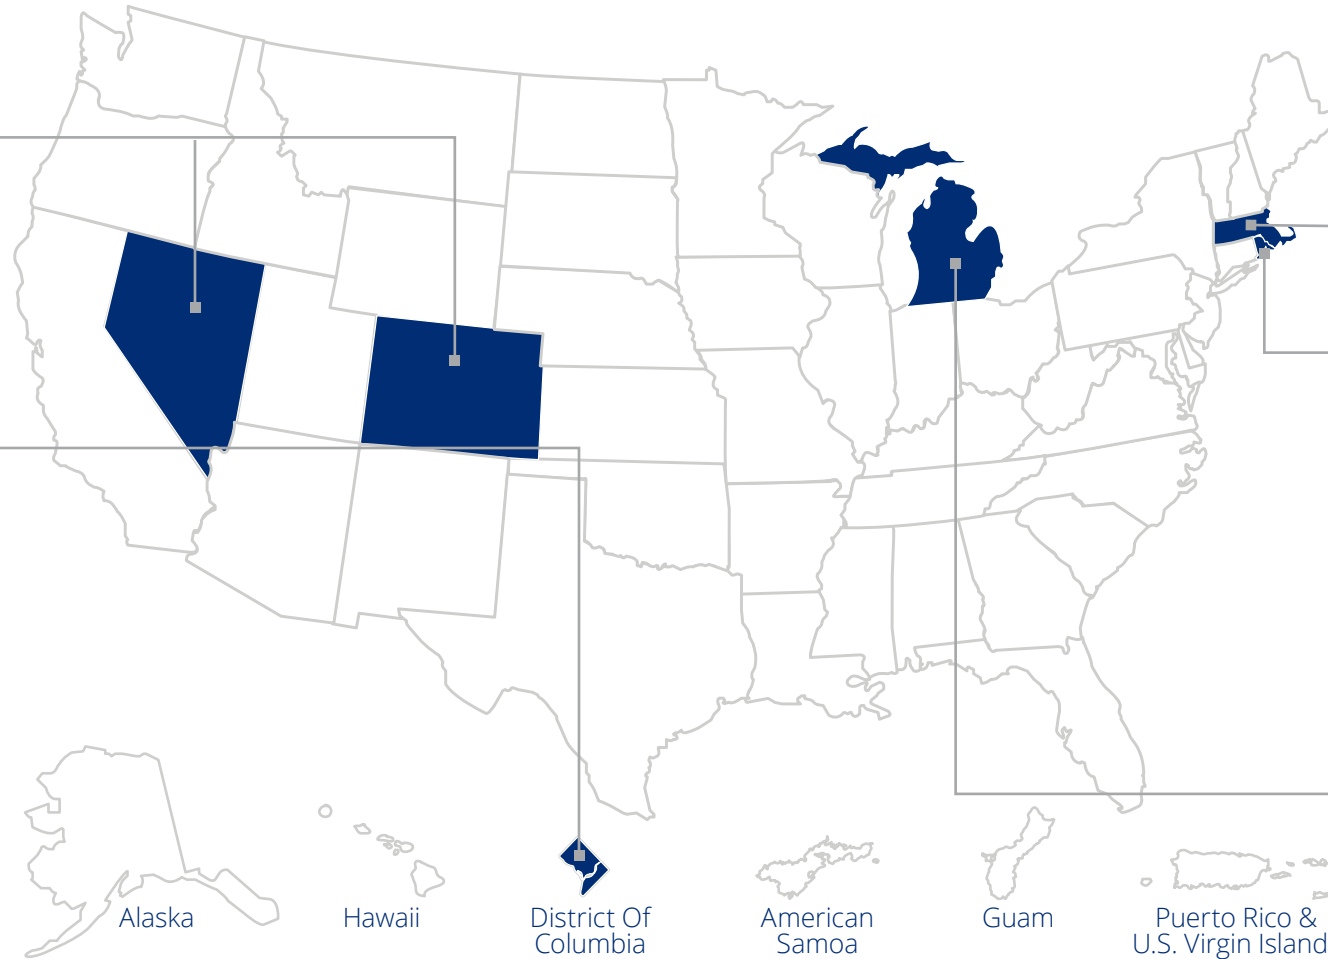 Alaska
Hawaii
District Of
Columbia
American
Samoa
Guam
Puerto Rico &
U.S. Virgin Island